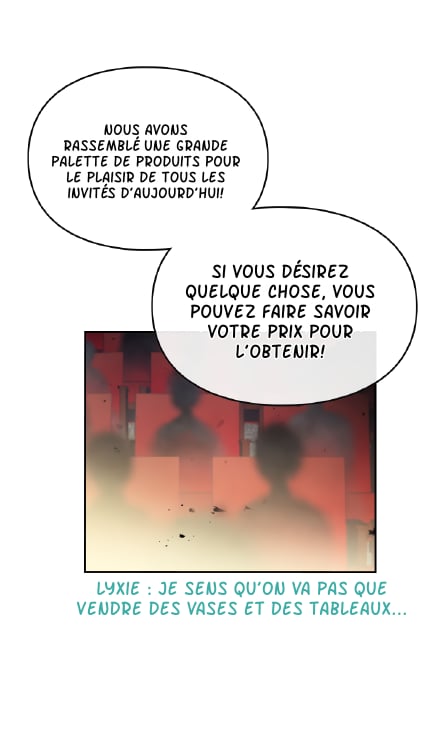 NOUS AVONS
RASSEMBLÉ UNE GRANDE
PALETTE DE PRODUITS POUR
LE PLAISIR DE TOUS LES
INVITÉS D'AUJOURD'HUI!
SI VOUS DÉSIREZ
QUELQUE CHOSE, VOUS
POUVEZ FAIRE SAVOIR
VOTRE PRIX POUR
L'OBTENIR!
LYXIE : JE SENS QU'ON VA PAS QUE
VENDRE DES VASES ET DES TABLEAUX...